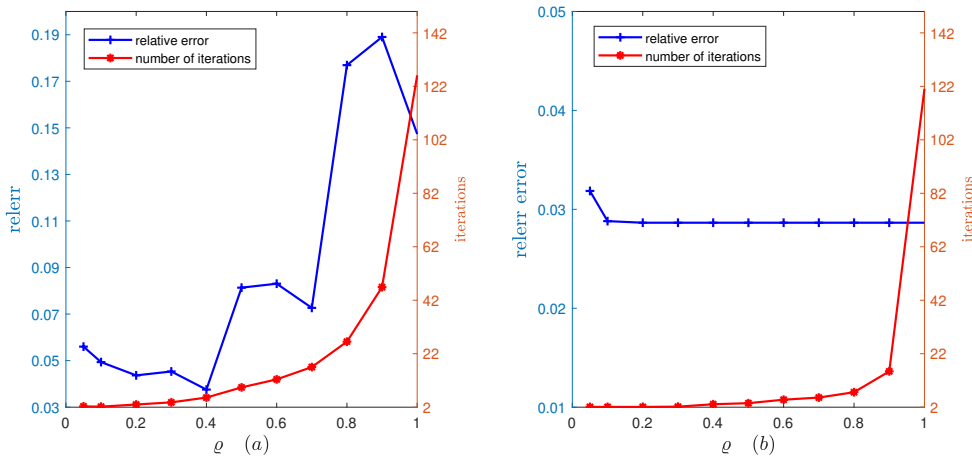 relative error
number of iterations
0.19
0.17
0.15
0.13
0.11
0.09
0.07
0.05
0.03
relerr
142
122
102
82
62
42
22
2
iterations
0 0.2 0.4 0.6 0.8 1
ϱ (a)
relative error
number of iterations
0.05
0.04
0.03
0.02
0.01
relerr error
142
122
102
82
62
42
22
2
iterations
0 0.2 0.4 0.6 0.8 1
ϱ (b)